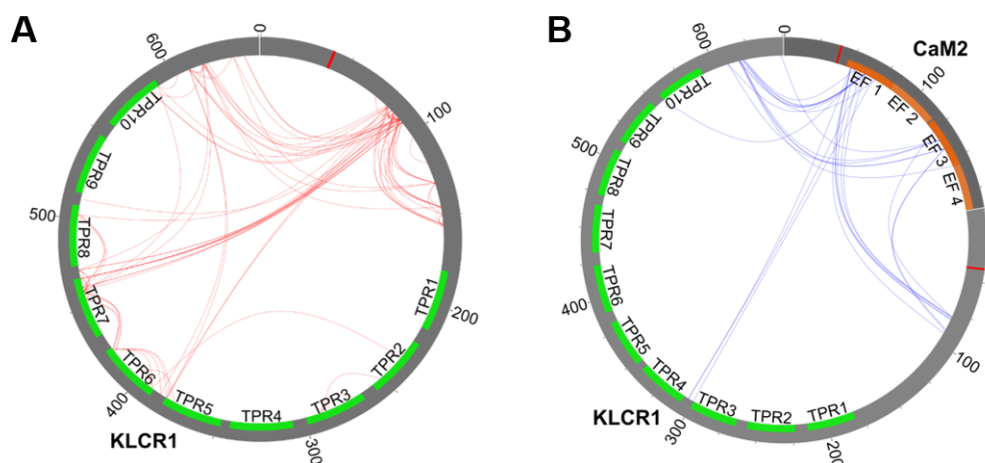 A
0
100
200
300
400
500
600
TPR1
TPR2
TPR3
TPR4
TPR5
TPR6
TPR7
TPR8
TPR9
TPR10
KLCR1
B
0
CaM2
100
EF 1
EF 2
EF 3
EF 4
100
200
300
400
500
600
TPR1
TPR2
TPR3
TPR4
TPR5
TPR6
TPR7
TPR8
TPR9
TPR10
KLCR1